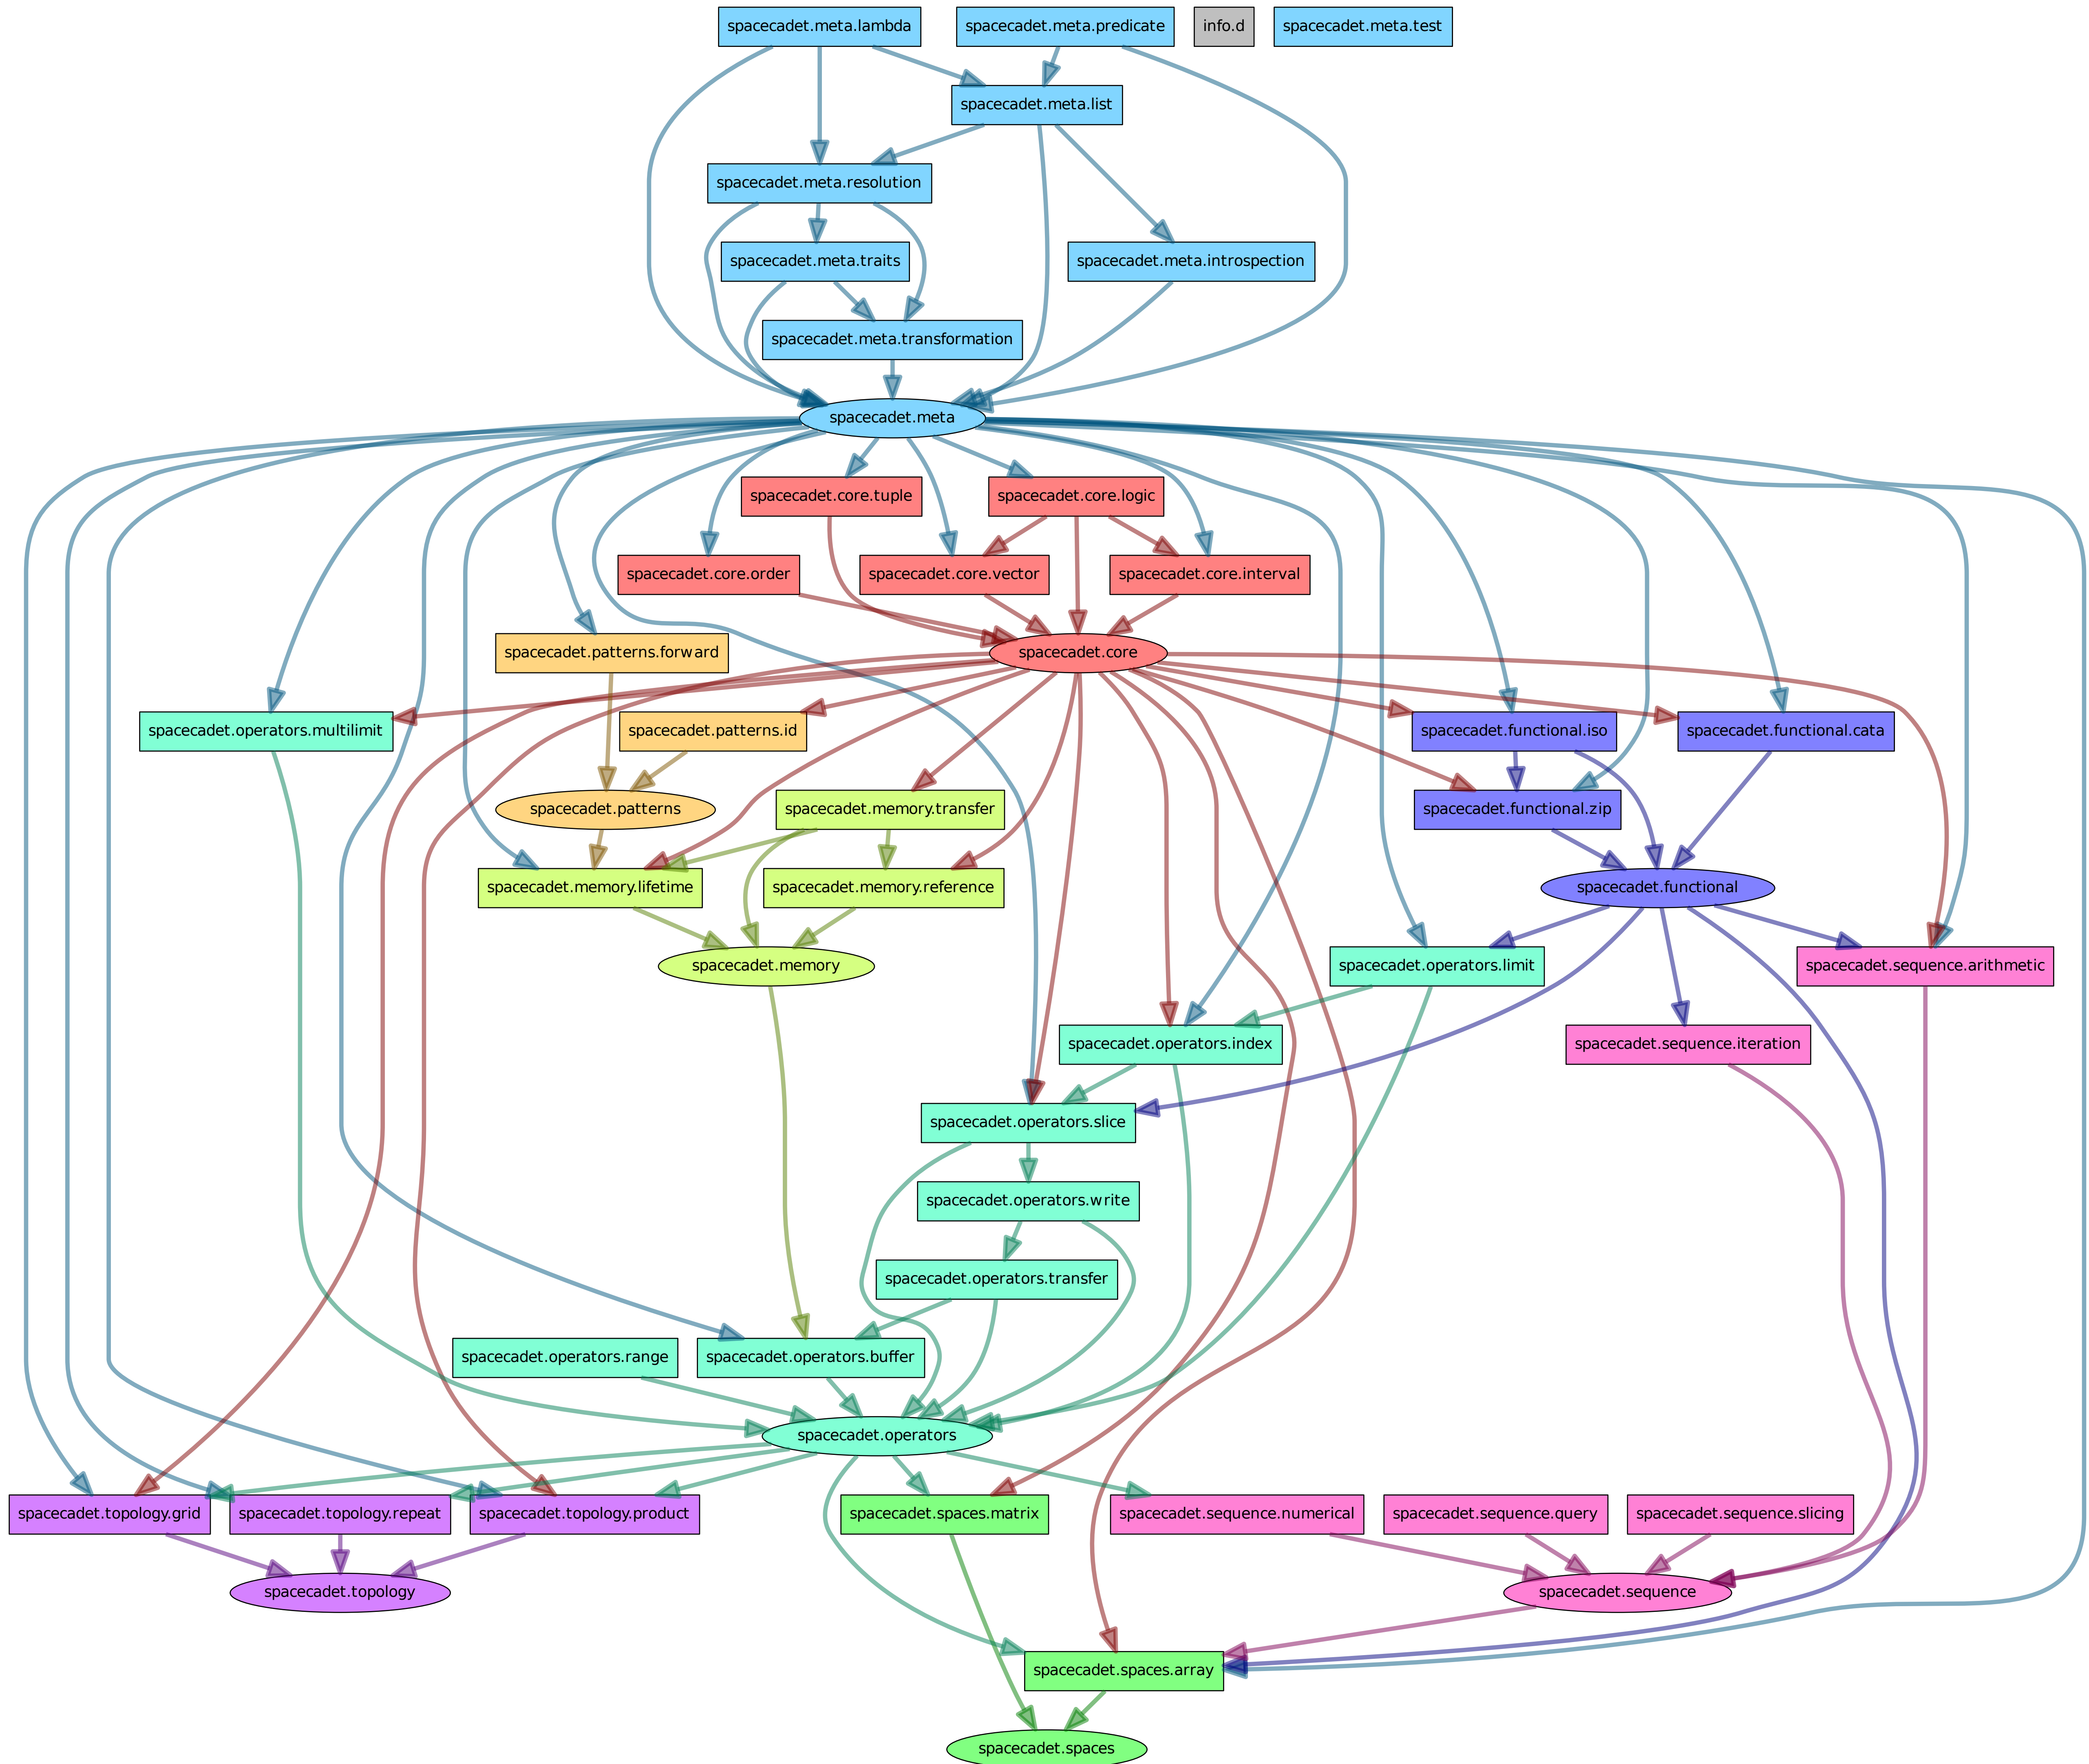 spacecadet.meta.lambda
spacecadet.meta.predicate
info.d
spacecadet.meta.test
spacecadet.meta.list
spacecadet.meta.resolution
spacecadet.meta.traits
spacecadet.meta.introspection
spacecadet.meta.transformation
spacecadet.meta
spacecadet.core.tuple
spacecadet.core.logic
spacecadet.core.order
spacecadet.core.vector
spacecadet.core.interval
spacecadet.patterns.forward
spacecadet.core
spacecadet.operators.multilimit
spacecadet.patterns.id
spacecadet.functional.iso
spacecadet.functional.cata
spacecadet.patterns
spacecadet.memory.transfer
spacecadet.functional.zip
spacecadet.memory.lifetime
spacecadet.memory.reference
spacecadet.functional
spacecadet.memory
spacecadet.operators.limit
spacecadet.sequence.arithmetic
spacecadet.operators.index
spacecadet.sequence.iteration
spacecadet.operators.slice
spacecadet.operators.write
spacecadet.operators.transfer
spacecadet.operators.range
spacecadet.operators.buffer
spacecadet.operators
spacecadet.topology.grid
spacecadet.topology.repeat
spacecadet.topology.product
spacecadet.spaces.matrix
spacecadet.sequence.numerical
spacecadet.sequence.query
spacecadet.sequence.slicing
spacecadet.topology
spacecadet.sequence
spacecadet.spaces.array
spacecadet.spaces